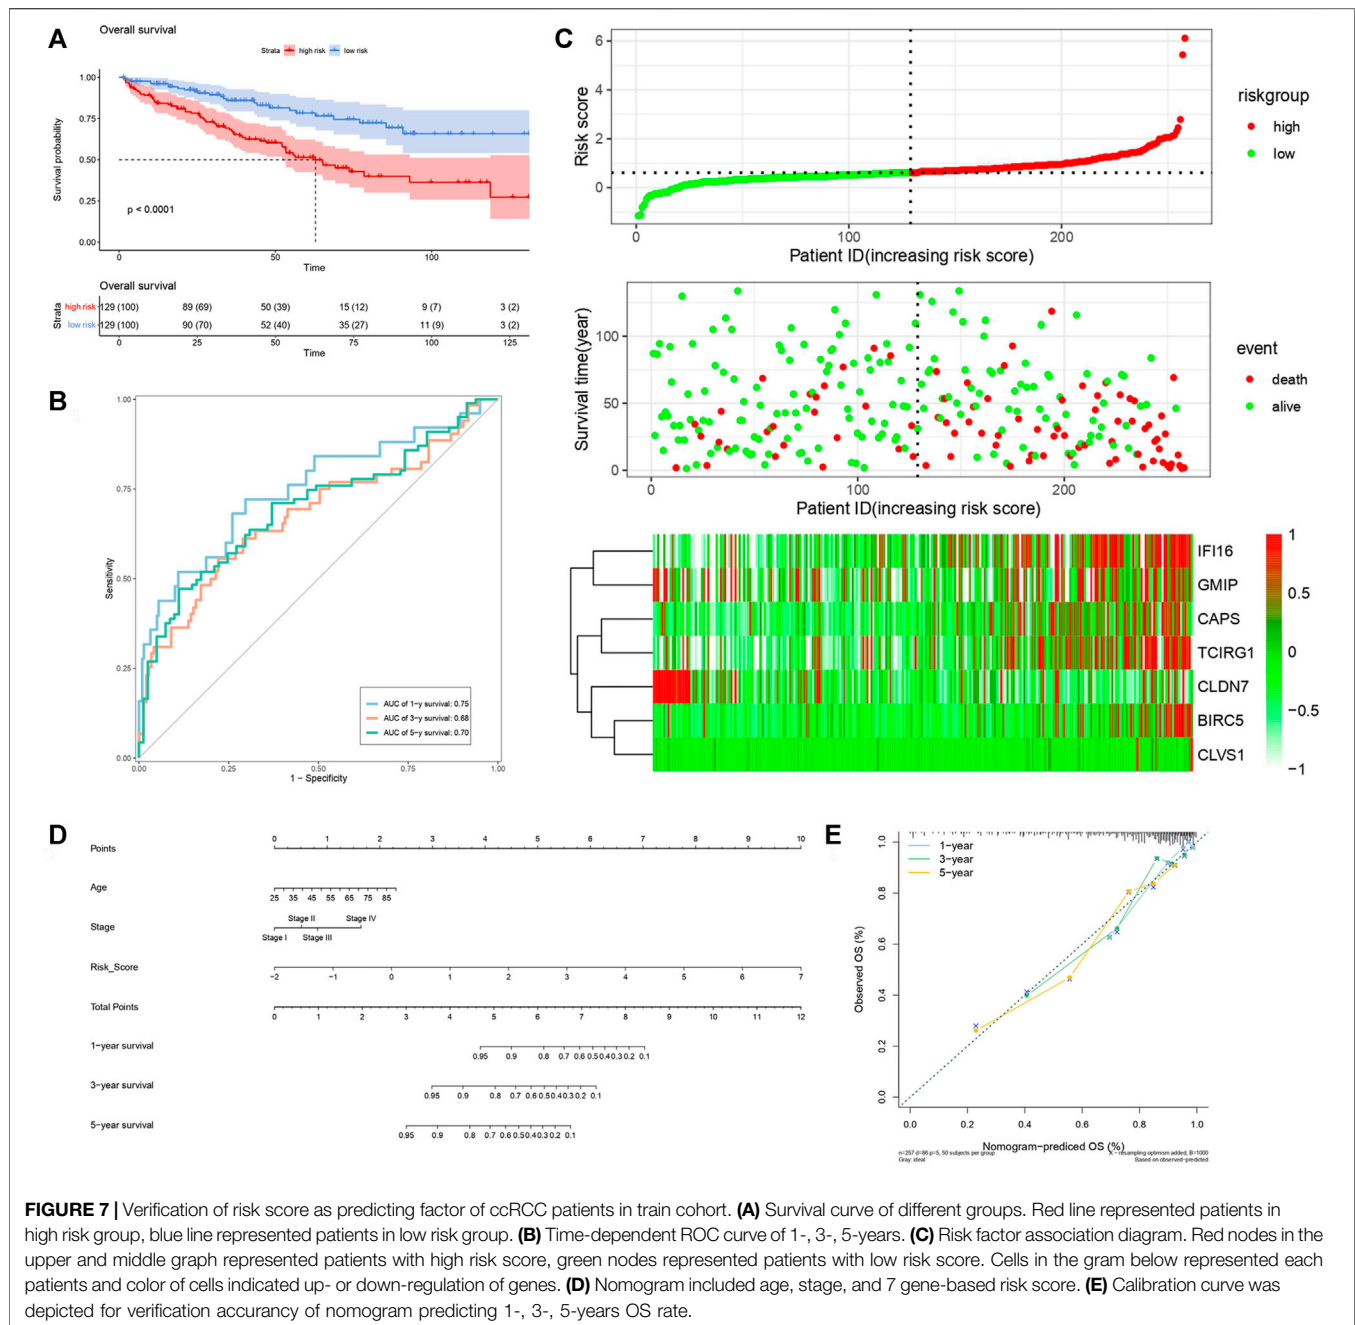 A
Overall survival
Strata high risk low risk
1.00
0.75
0.50
0.25
0.00
Survival probability
p < 0.0001
0 50 100
Time
Overall survival
Strata
high risk 129 (100) 89 (69) 50 (39) 15 (12) 9 (7) 3 (2)
low risk 129 (100) 90 (70) 52 (40) 35 (27) 11 (9) 3 (2)
0 25 50 75 100 125
Time
B
1.00
0.75
0.50
0.25
0.00
Sensitivity
AUC of 1-y survival: 0.75
AUC of 3-y survival: 0.68
AUC of 5-y survival: 0.70
0.00 0.25 0.50 0.75 1.00
1 - Specificity
C
6
4
2
0
Risk score
0 100 200
Patient ID(increasing risk score)
riskgroup
high
low
100
50
0
Survival time(year)
0 100 200
Patient ID(increasing risk score)
event
death
alive
IFI16
GMIP
CAPS
TCIRG1
CLDN7
BIRC5
CLVS1
1
0.5
0
−0.5
−1
D
Points 0 1 2 3 4 5 6 7 8 9 10
Age
25 35 45 55 65 75 85
Stage II Stage IV
Stage
Stage I Stage III
Risk_Score
−2 −1 0 1 2 3 4 5 6 7
Total Points
0 1 2 3 4 5 6 7 8 9 10 11 12
1−year survival
0.95 0.9 0.8 0.7 0.6 0.5 0.4 0.3 0.2 0.1
3−year survival
0.95 0.9 0.8 0.7 0.6 0.5 0.4 0.3 0.2 0.1
5−year survival
0.95 0.9 0.8 0.7 0.6 0.5 0.4 0.3 0.2 0.1
E
1−year
3−year
5−year
1.0
0.8
0.6
0.4
0.2
0.0
Observed OS (%)
0.0 0.2 0.4 0.6 0.8 1.0
Nomogram−prediced OS (%)
n=257 d=86 p=5, 50 subjects per group
Gray: ideal
X − resampling optimism added, B=1000
Based on observed−predicted
FIGURE 7 | Verification of risk score as predicting factor of ccRCC patients in train cohort. (A) Survival curve of different groups. Red line represented patients in
high risk group, blue line represented patients in low risk group. (B) Time-dependent ROC curve of 1-, 3-, 5-years. (C) Risk factor association diagram. Red nodes in the
upper and middle graph represented patients with high risk score, green nodes represented patients with low risk score. Cells in the gram below represented each
patients and color of cells indicated up- or down-regulation of genes. (D) Nomogram included age, stage, and 7 gene-based risk score. (E) Calibration curve was
depicted for verification accurancy of nomogram predicting 1-, 3-, 5-years OS rate.